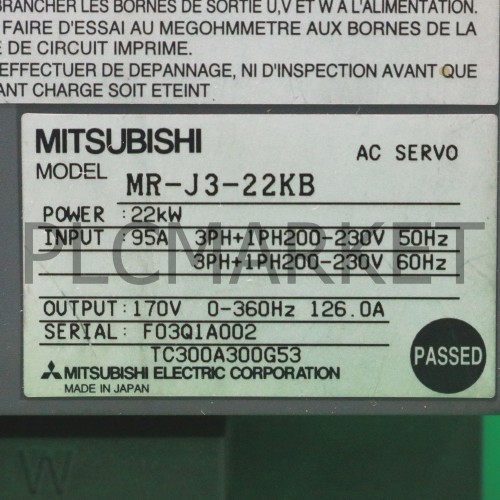 BRANCHER LES BORNES DE SORTIE U,V ET W A L'ALIMENTATION.
FAIRE D'ESSAI AU MEGOHMMETRE AUX BORNES DE LA
DE CIRCUIT IMPRIME.
EFFECTUER DE DEPANNAGE, NI D'INSPECTION AVANT QUE
CHARGE SOIT ETEINT
MITSUBISHI
AC SERVO
MODEL MR-J3-22KB
POWER :22kW
INPUT :95A 3PH+1PH200-230V 50Hz
3PH+1PH200-230V 60Hz
PLCMARKET
OUTPUT:170V 0-360Hz 126.0A
SERIAL: F03Q1A002
TC300A300G53
PASSED
MITSUBISHI ELECTRIC CORPORATION
MADE IN JAPAN
W